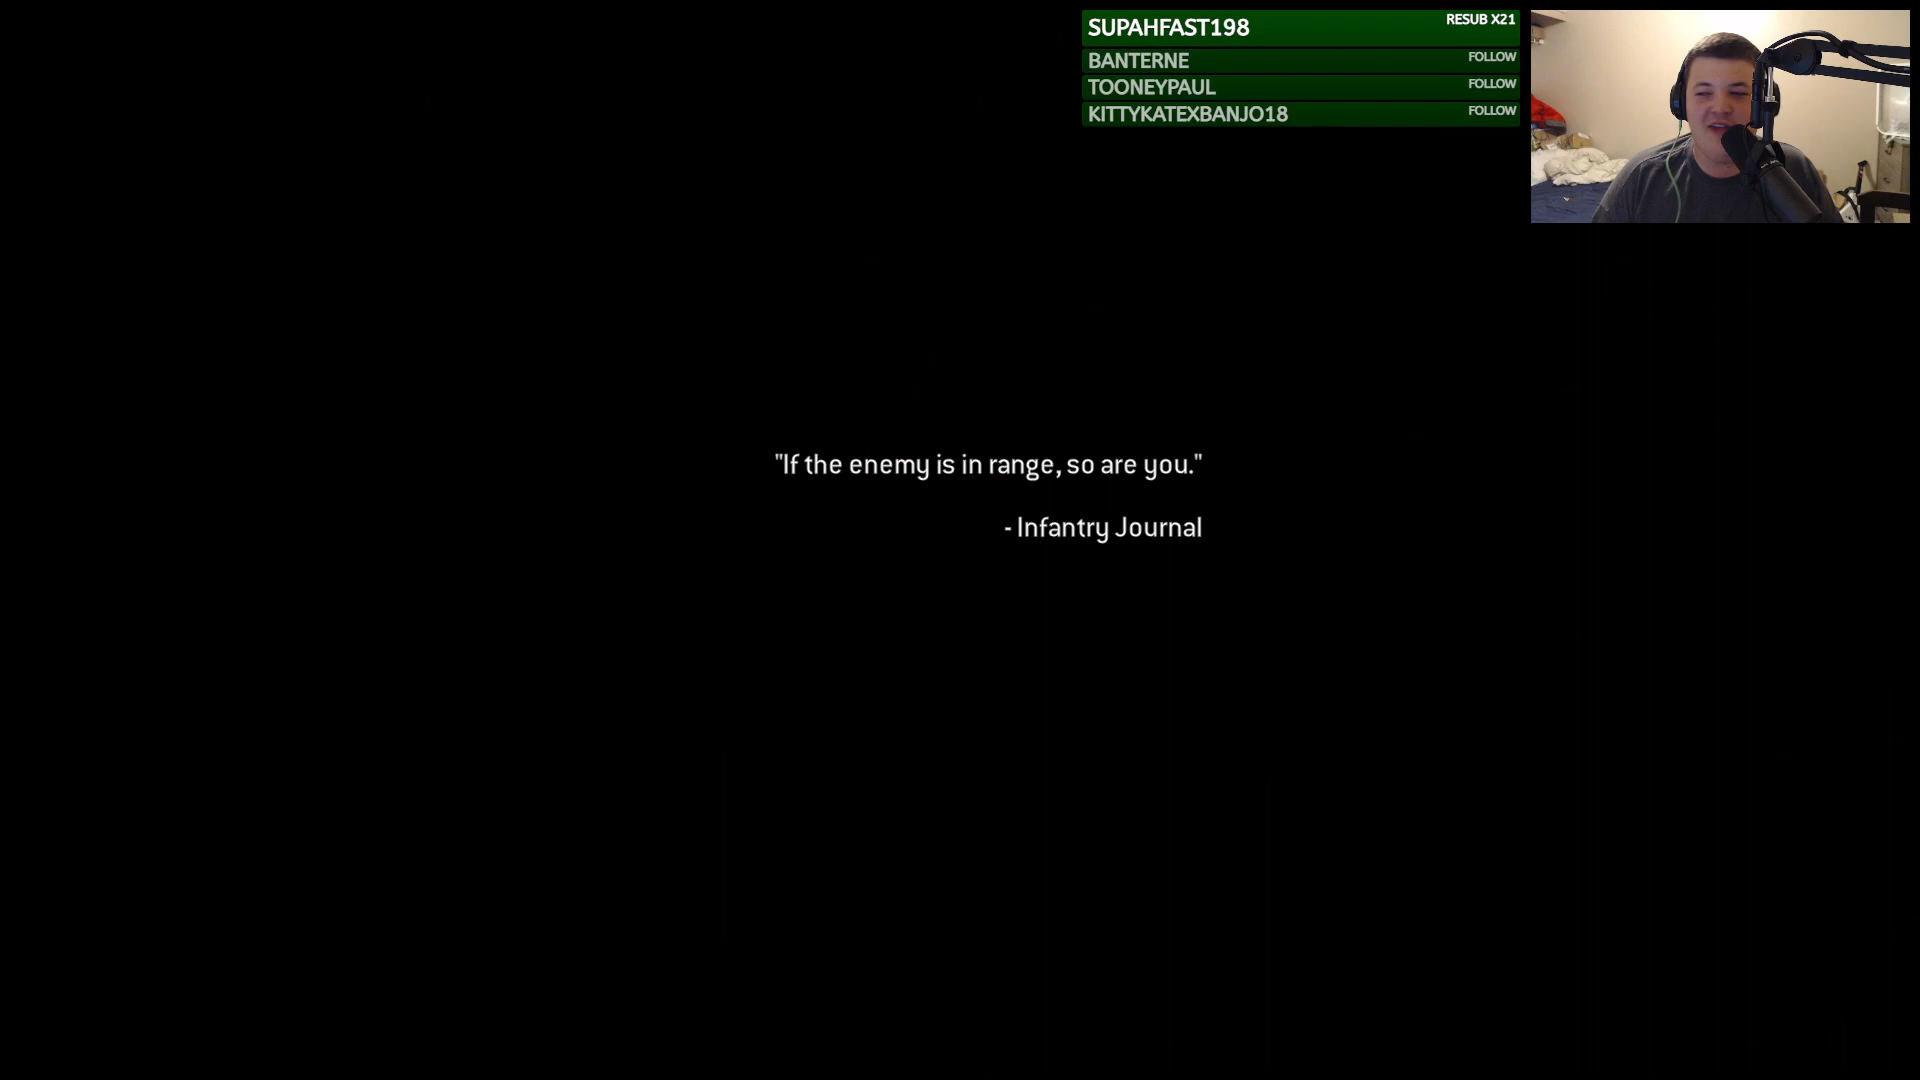 SUPAHFAST198 RESUB X21
BANTERNE FOLLOW
TOONEYPAUL FOLLOW
KITTYKATEXBANJO18 FOLLOW
"If the enemy is in range, so are you."
- Infantry Journal